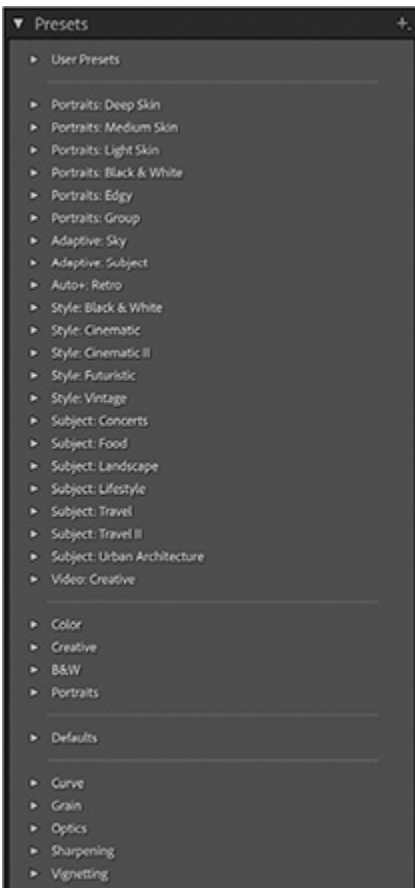 Presets
User Presets
Portraits: Deep Skin
Portraits: Medium Skin
Portraits: Light Skin
Portraits: Black & White
Portraits: Edgy
Portraits: Group
Adaptive: Sky
Adaptive: Subject
Auto+: Retro
Style: Black & White
Style: Cinematic
Style: Cinematic II
Style: Futuristic
Style: Vintage
Subject: Concerts
Subject: Food
Subject: Landscape
Subject: Lifestyle
Subject: Travel
Subject: Travel II
Subject: Urban Architecture
Video: Creative
Color
Creative
B&W
Portraits
Defaults
Curve
Grain
Optics
Sharpening
Vignetting